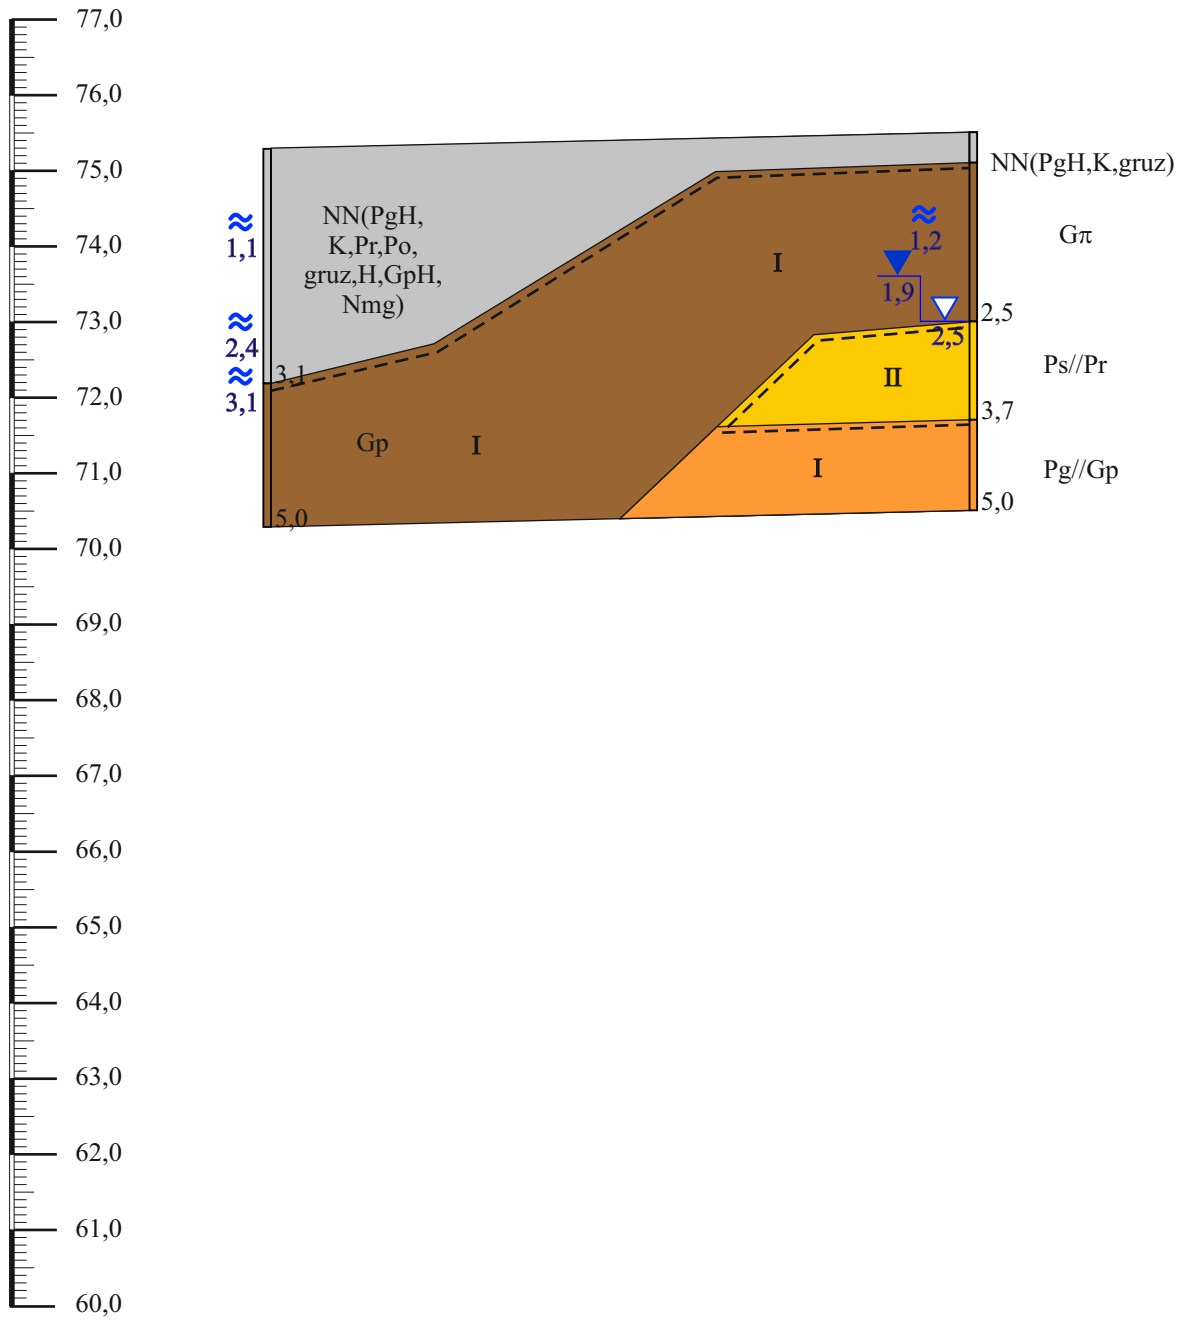 77,0
76,0
75,0
74,0
73,0
72,0
71,0
70,0
69,0
68,0
67,0
66,0
65,0
64,0
63,0
62,0
61,0
60,0
1,1
2,4
3,1
NN(PgH,
K,Pr,Po,
gruz,H,GpH,
Nmg)
3,1
Gp
I
5,0
I
1,2
1,9
2,5
II
I
NN(PgH,K,gruz)
Gπ
2,5
Ps//Pr
3,7
Pg//Gp
5,0